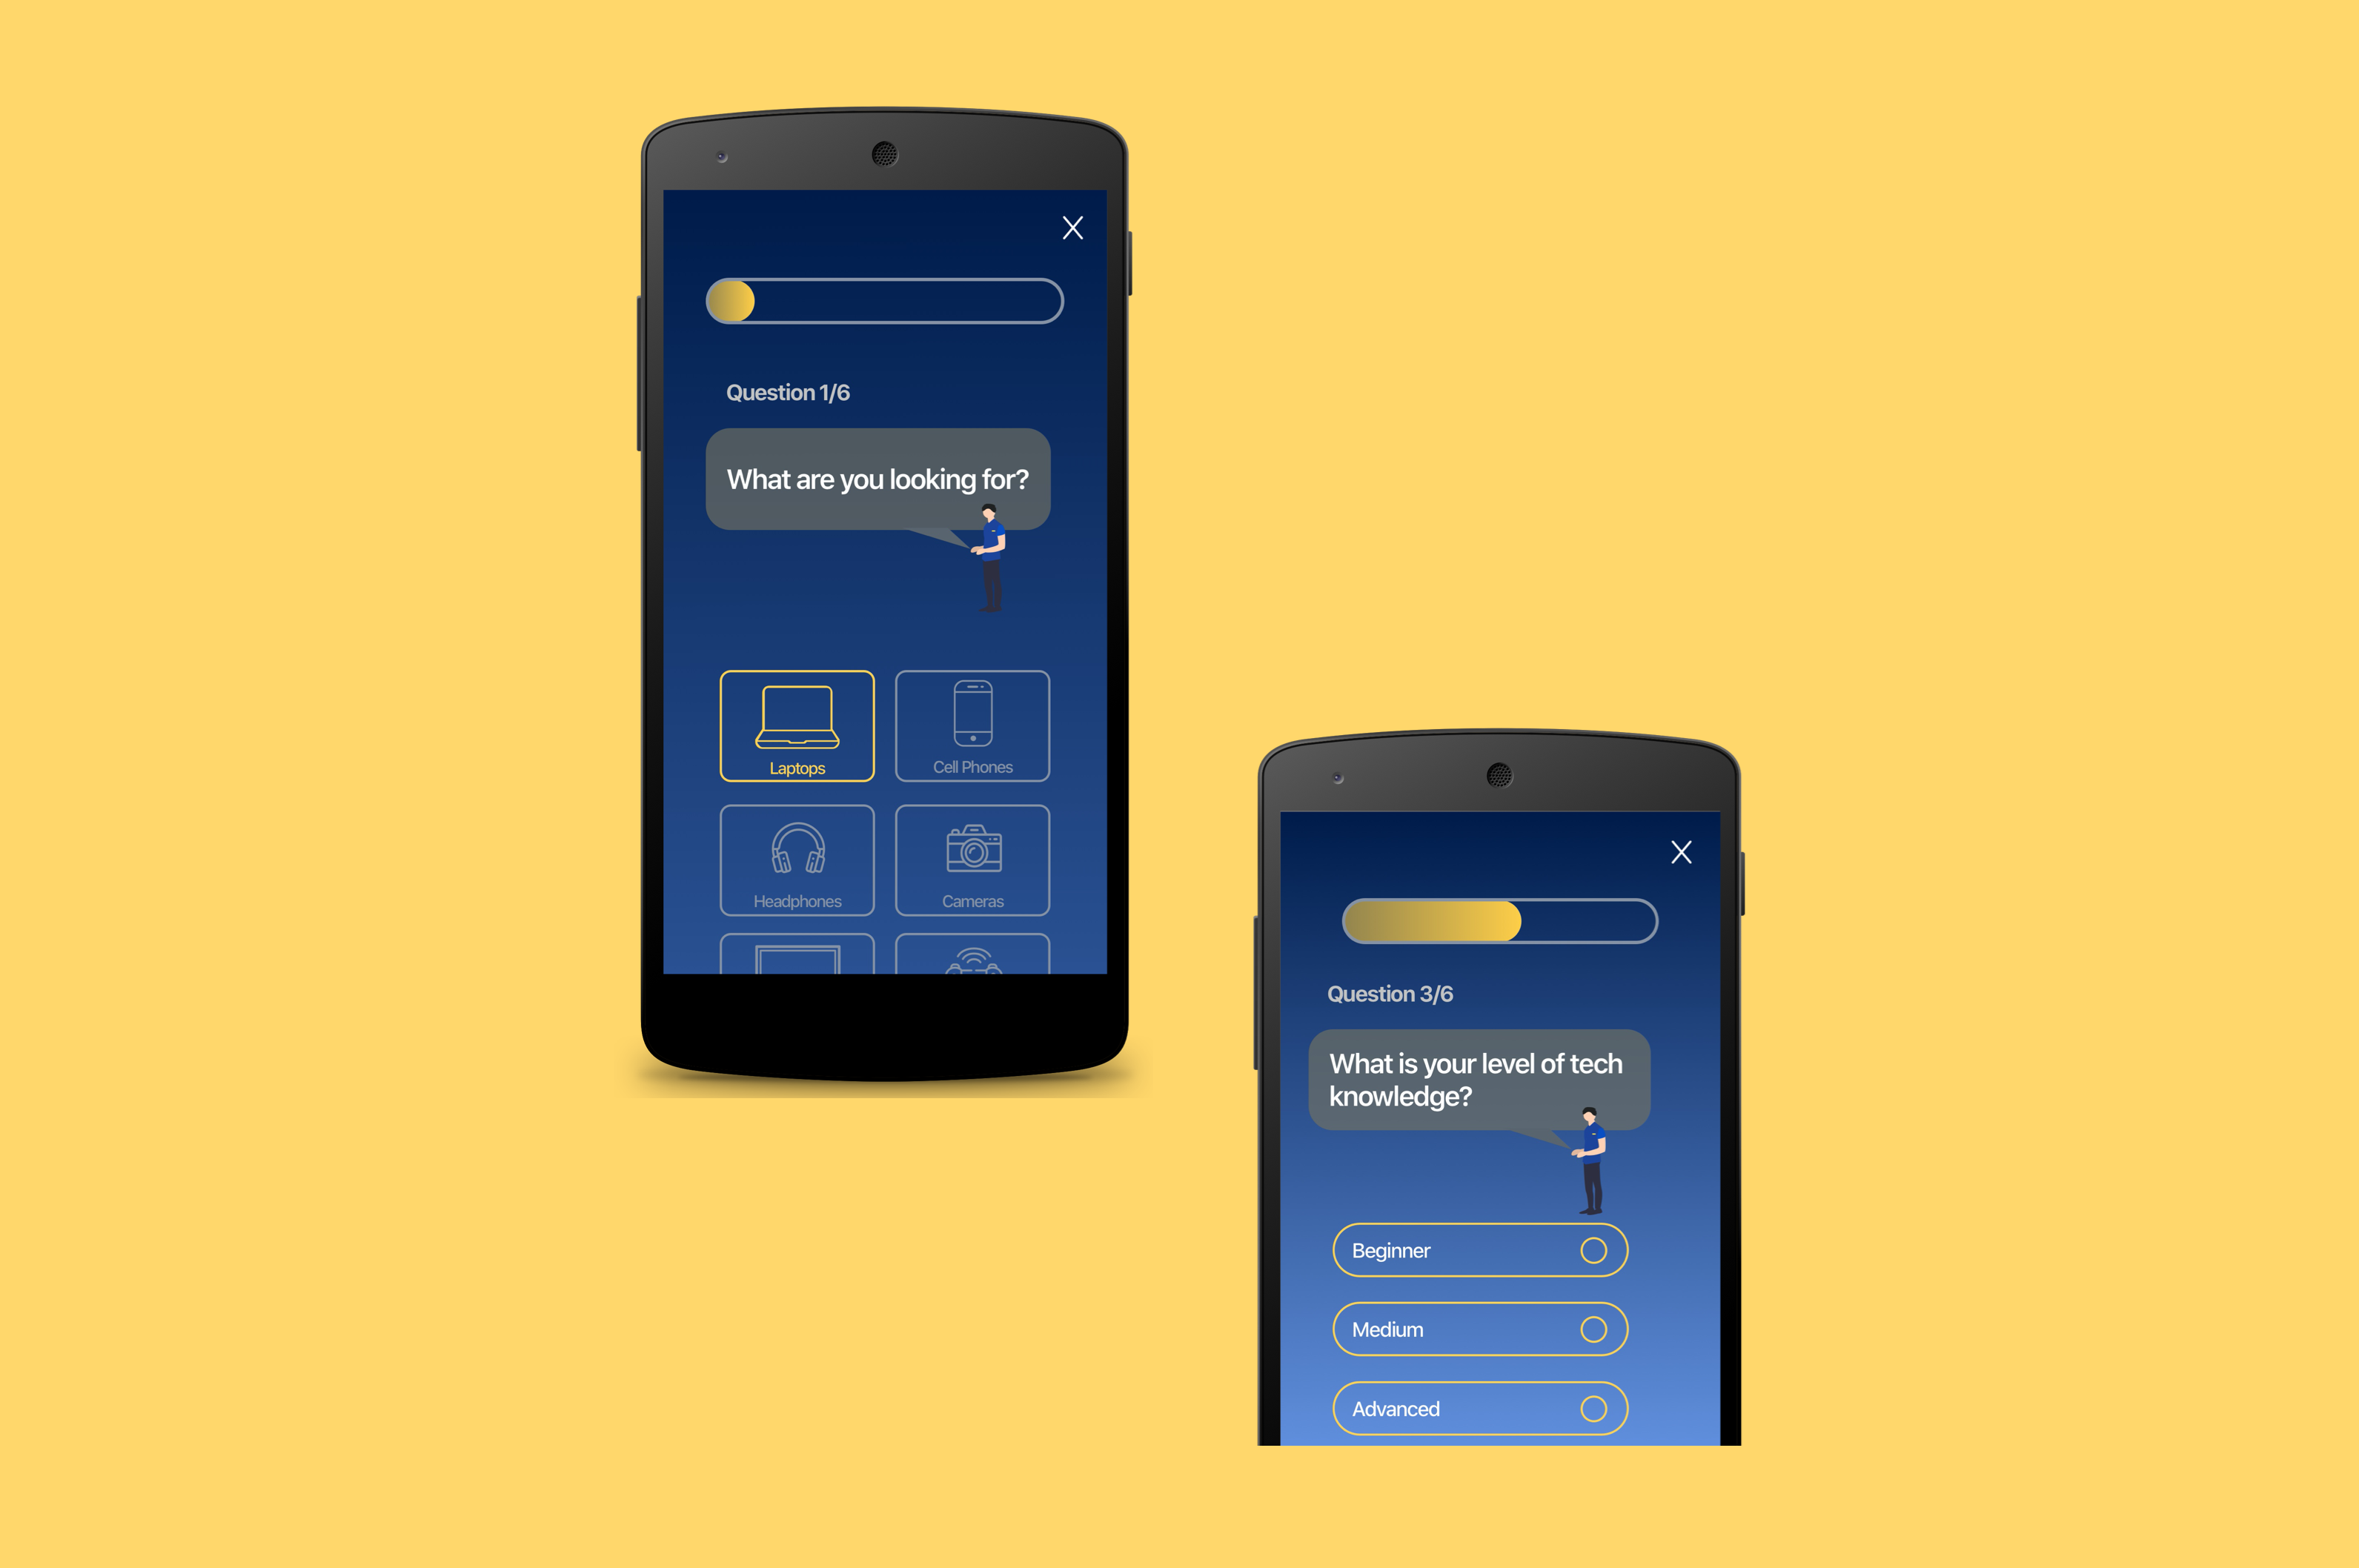 X
Question 1/6
What are you looking for?
Laptops
Cell Phones
Headphones
Cameras
X
Question 3/6
What is your level of tech
knowledge?
Beginner
Medium
Advanced